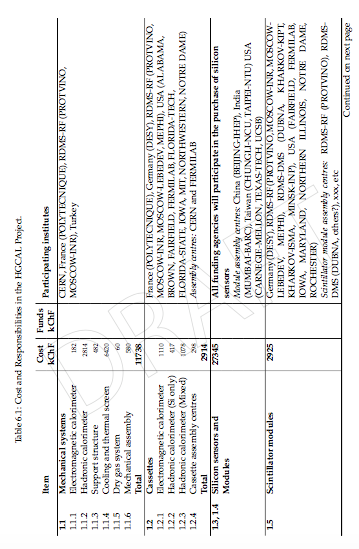 Table 6.1: Cost and Responsibilities in the HGCAL Project.
Item Cost Funds Participating institutes
kChF kChF
1.1 Mechanical systems CERN, France (POLYTECNIQUE), RDMS-RF (PROTVINO,
1.1.1 Electromagnetic calorimeter 182 MOSCOW-INR), Turkey
1.1.2 Hadronic calorimeter 2814
1.1.3 Support structure 482
1.1.4 Cooling and thermal screen 6420
1.1.5 Dry gas system 60
1.1.6 Mechanical assembly 580
Total 11738
1.2 Cassettes France (POLYTECNIQUE), Germany (DESY), RDMS-RF (PROTVINO,
1.2.1 Electromagnetic calorimeter 1110 MOSCOW-INR, MOSCOW-LEBEDEV, MEPHI), USA (ALABAMA,
1.2.2 Hadronic calorimeter (Si only) 417 BROWN, FAIRFIELD, FERMILAB, FLORIDA-TECH,
1.2.3 Hadronic calorimeter (Mixed) 1078 FLORIDA-STATE, IOWA, MIT, NORTHWESTERN, NOTRE DAME)
1.2.4 Cassette assembly centres 298 Assembly centres: CERN and FERMILAB
Total 2914
1.3, 1.4 Silicon sensors and 27345 All funding agencies will participate in the purchase of silicon
Modules sensors
Module assembly centres: China (BEIJING-IHEP), India
(MUMBAI-BARC), Taiwan (CHUNGLI-NCU, TAIPEI-NTU) USA
(CARNEGIE-MELLON, TEXAS-TECH, UCSB)
1.5 Scintillator modules 2925 Germany (DESY), RDMS-RF (PROTVINO, MOSCOW-INR, MOSCOW-
LEBEDEV, MEPHI), RDMS-DMS (DUBNA, KHARKOV-KIPT,
KHARKOV-ISMA, MINSK-INP), USA (FAIRFIELD, FERMILAB,
IOWA, MARYLAND, NORTHERN ILLINOIS, NOTRE DAME,
ROCHESTER)
Scintillator module assembly centres: RDMS-RF (PROTVINO), RDMS-
DMS (DUBNA, others??), xxx, etc
Continued on next page
DRAFT